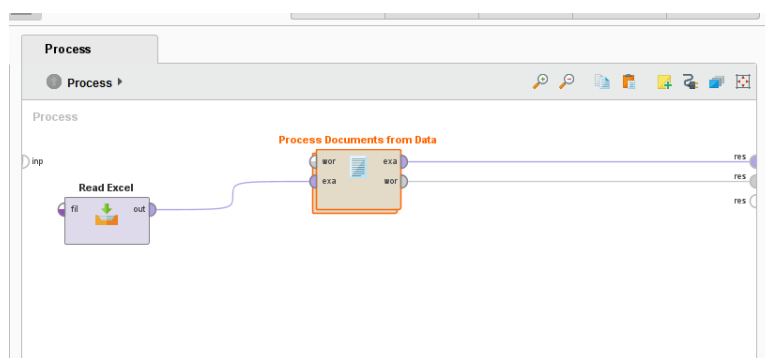 Process
Process
Process
Process Documents from Data
inp
wor
exa
res
exa
wor
res
Read Excel
res
fil
out